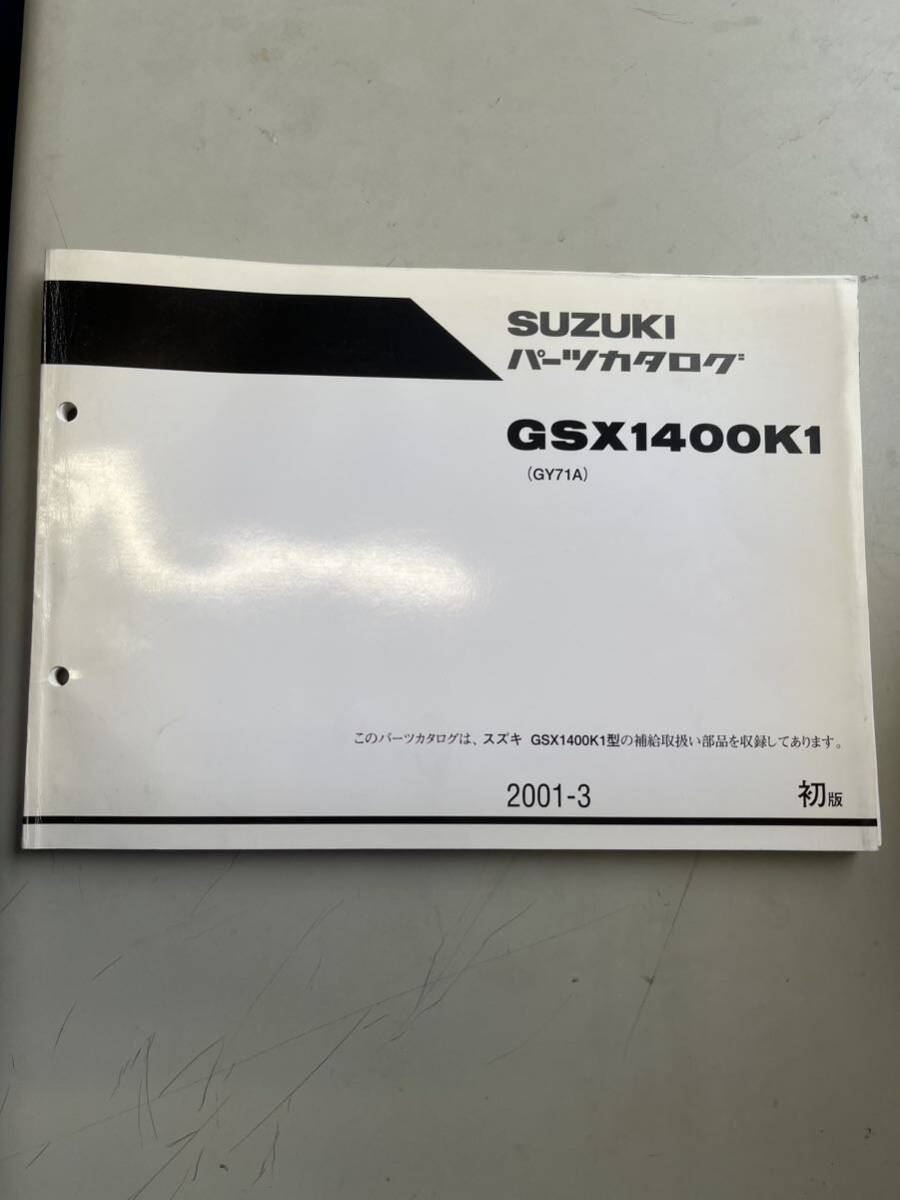 SUZUKI
パーツカタログ
GSX1400K1
(GY71A)
このパーツカタログは、スズキ GSX1400K1型の補給取扱い部品を収録してあります。
2001-3 初版